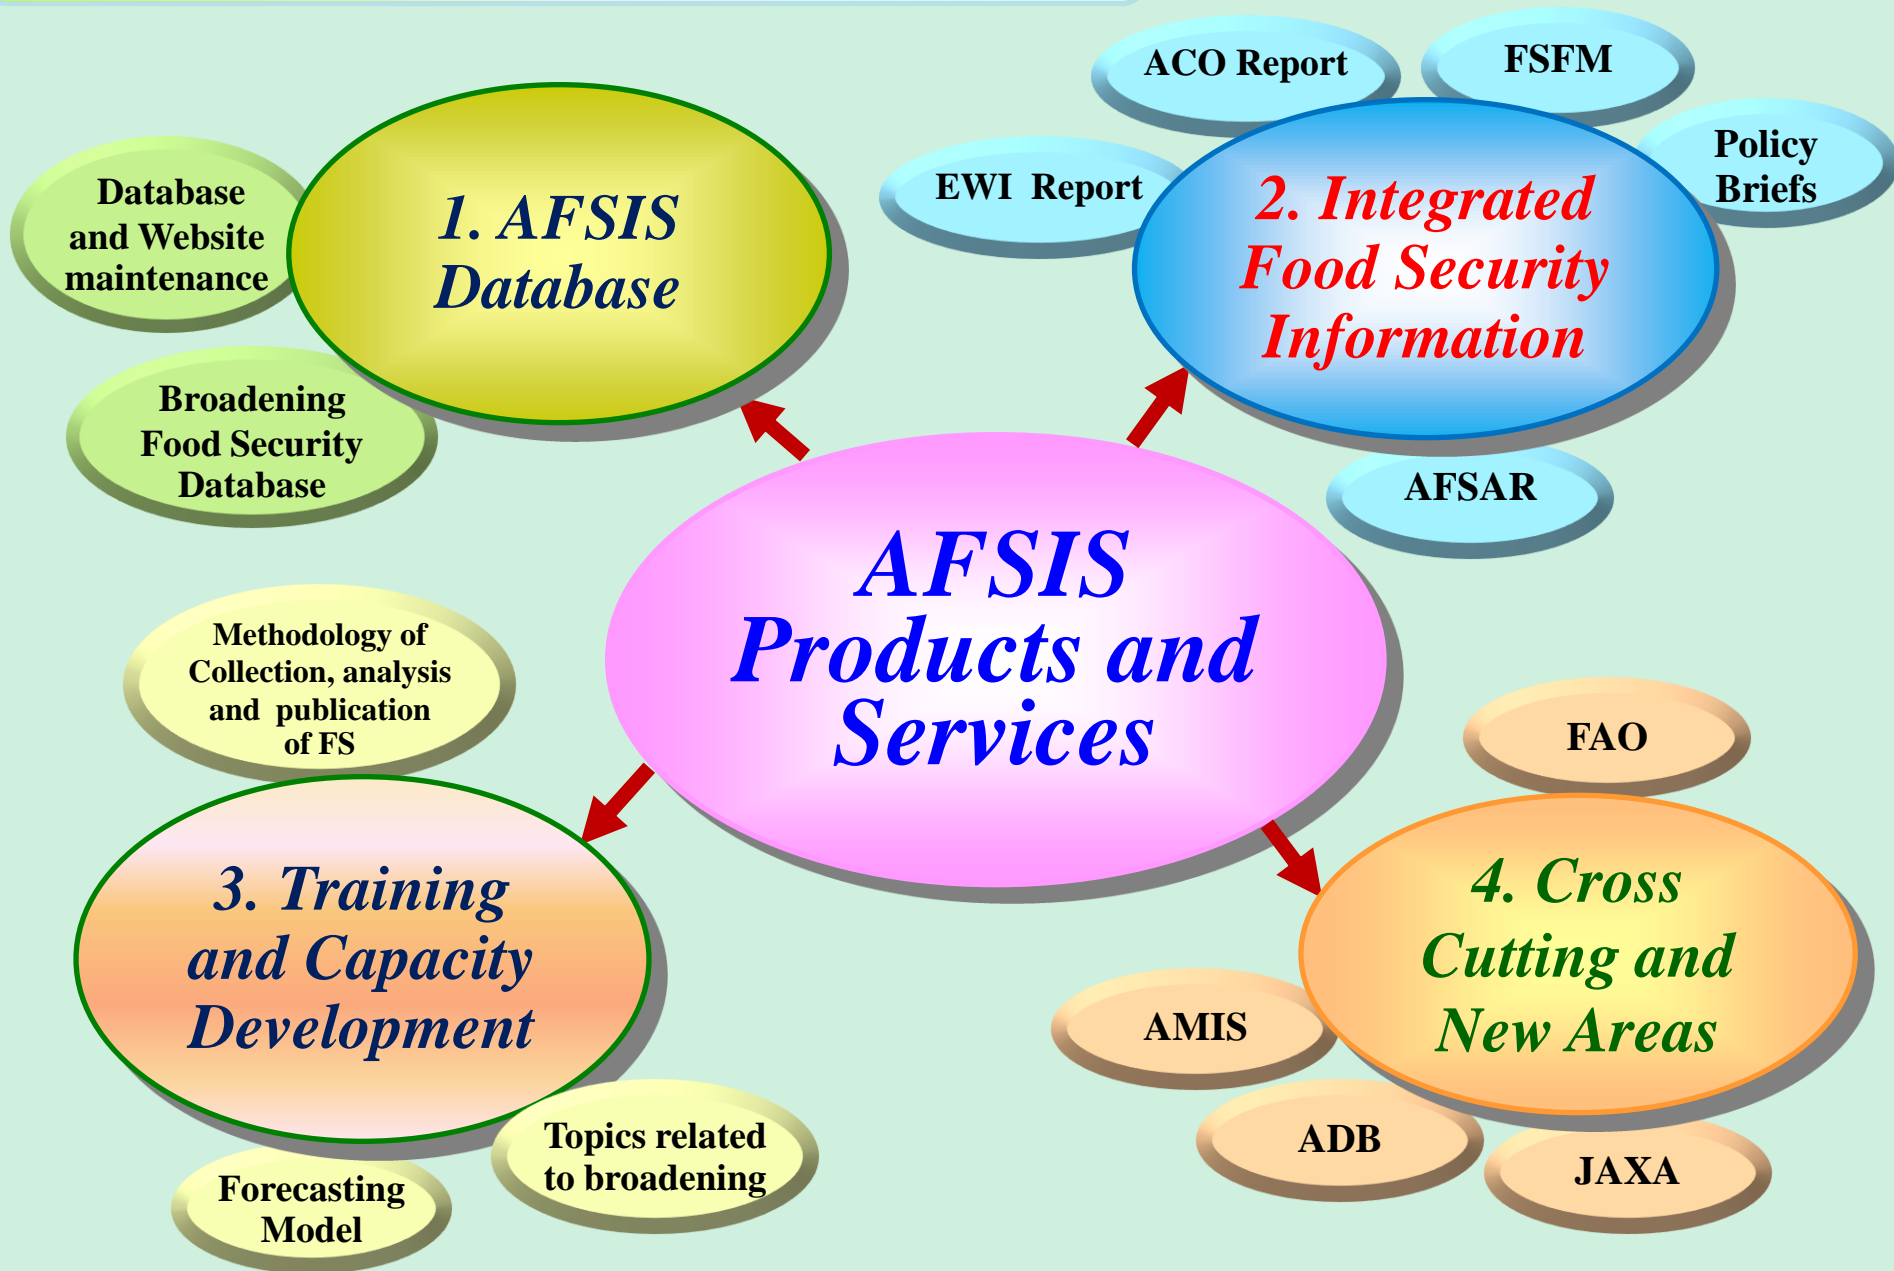 ACO Report
FSFM
Policy
Briefs
EWI  Report
2. Integrated
Food Security
Information
AFSAR
Database
and Website
maintenance
1. AFSIS
Database
Broadening
Food Security
Database
AFSIS
Products and
Services
Methodology of
Collection, analysis
and  publication
of FS
3. Training
and Capacity
Development
Topics related
to broadening
Forecasting
Model
FAO
4. Cross
Cutting and
New Areas
AMIS
ADB
JAXA